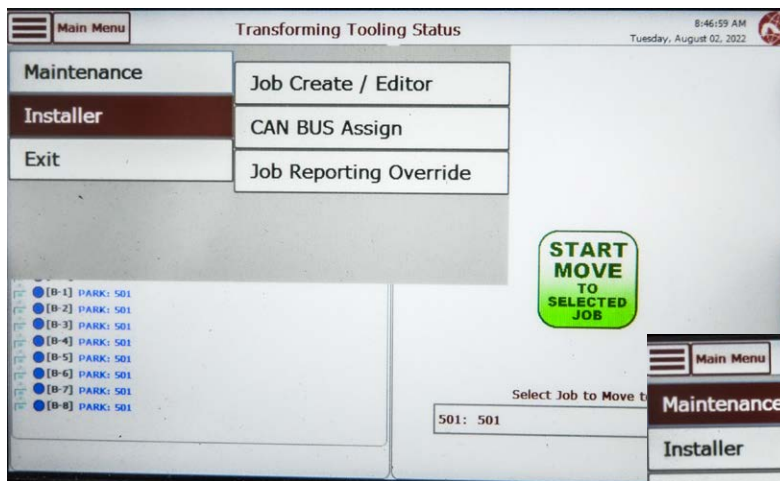 Main Menu
Transforming Tooling Status
8:46:59 AM
Tuesday, August 02, 2022
Maintenance
Installer
Exit
Job Create / Editor
CAN BUS Assign
Job Reporting Override
START
MOVE
TO
SELECTED
JOB
[B-1] PARK: 501
[B-2] PARK: 501
[B-3] PARK: 501
[B-4] PARK: 501
[B-5] PARK: 501
[B-6] PARK: 501
[B-7] PARK: 501
[B-8] PARK: 501
Select Job to Move t
501: 501
Main Menu
Maintenance
Installer